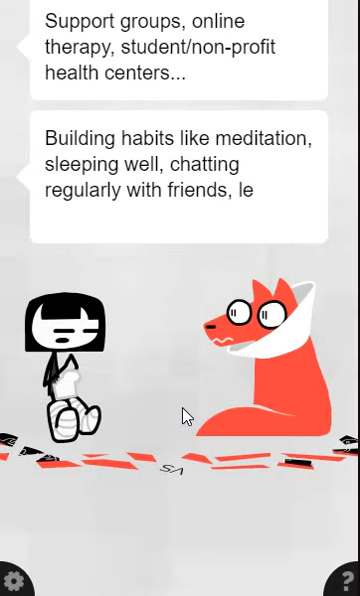 Support groups, online
therapy, student/non-profit
health centers...
Building habits like meditation,
sleeping well, chatting
regularly with friends, le
?